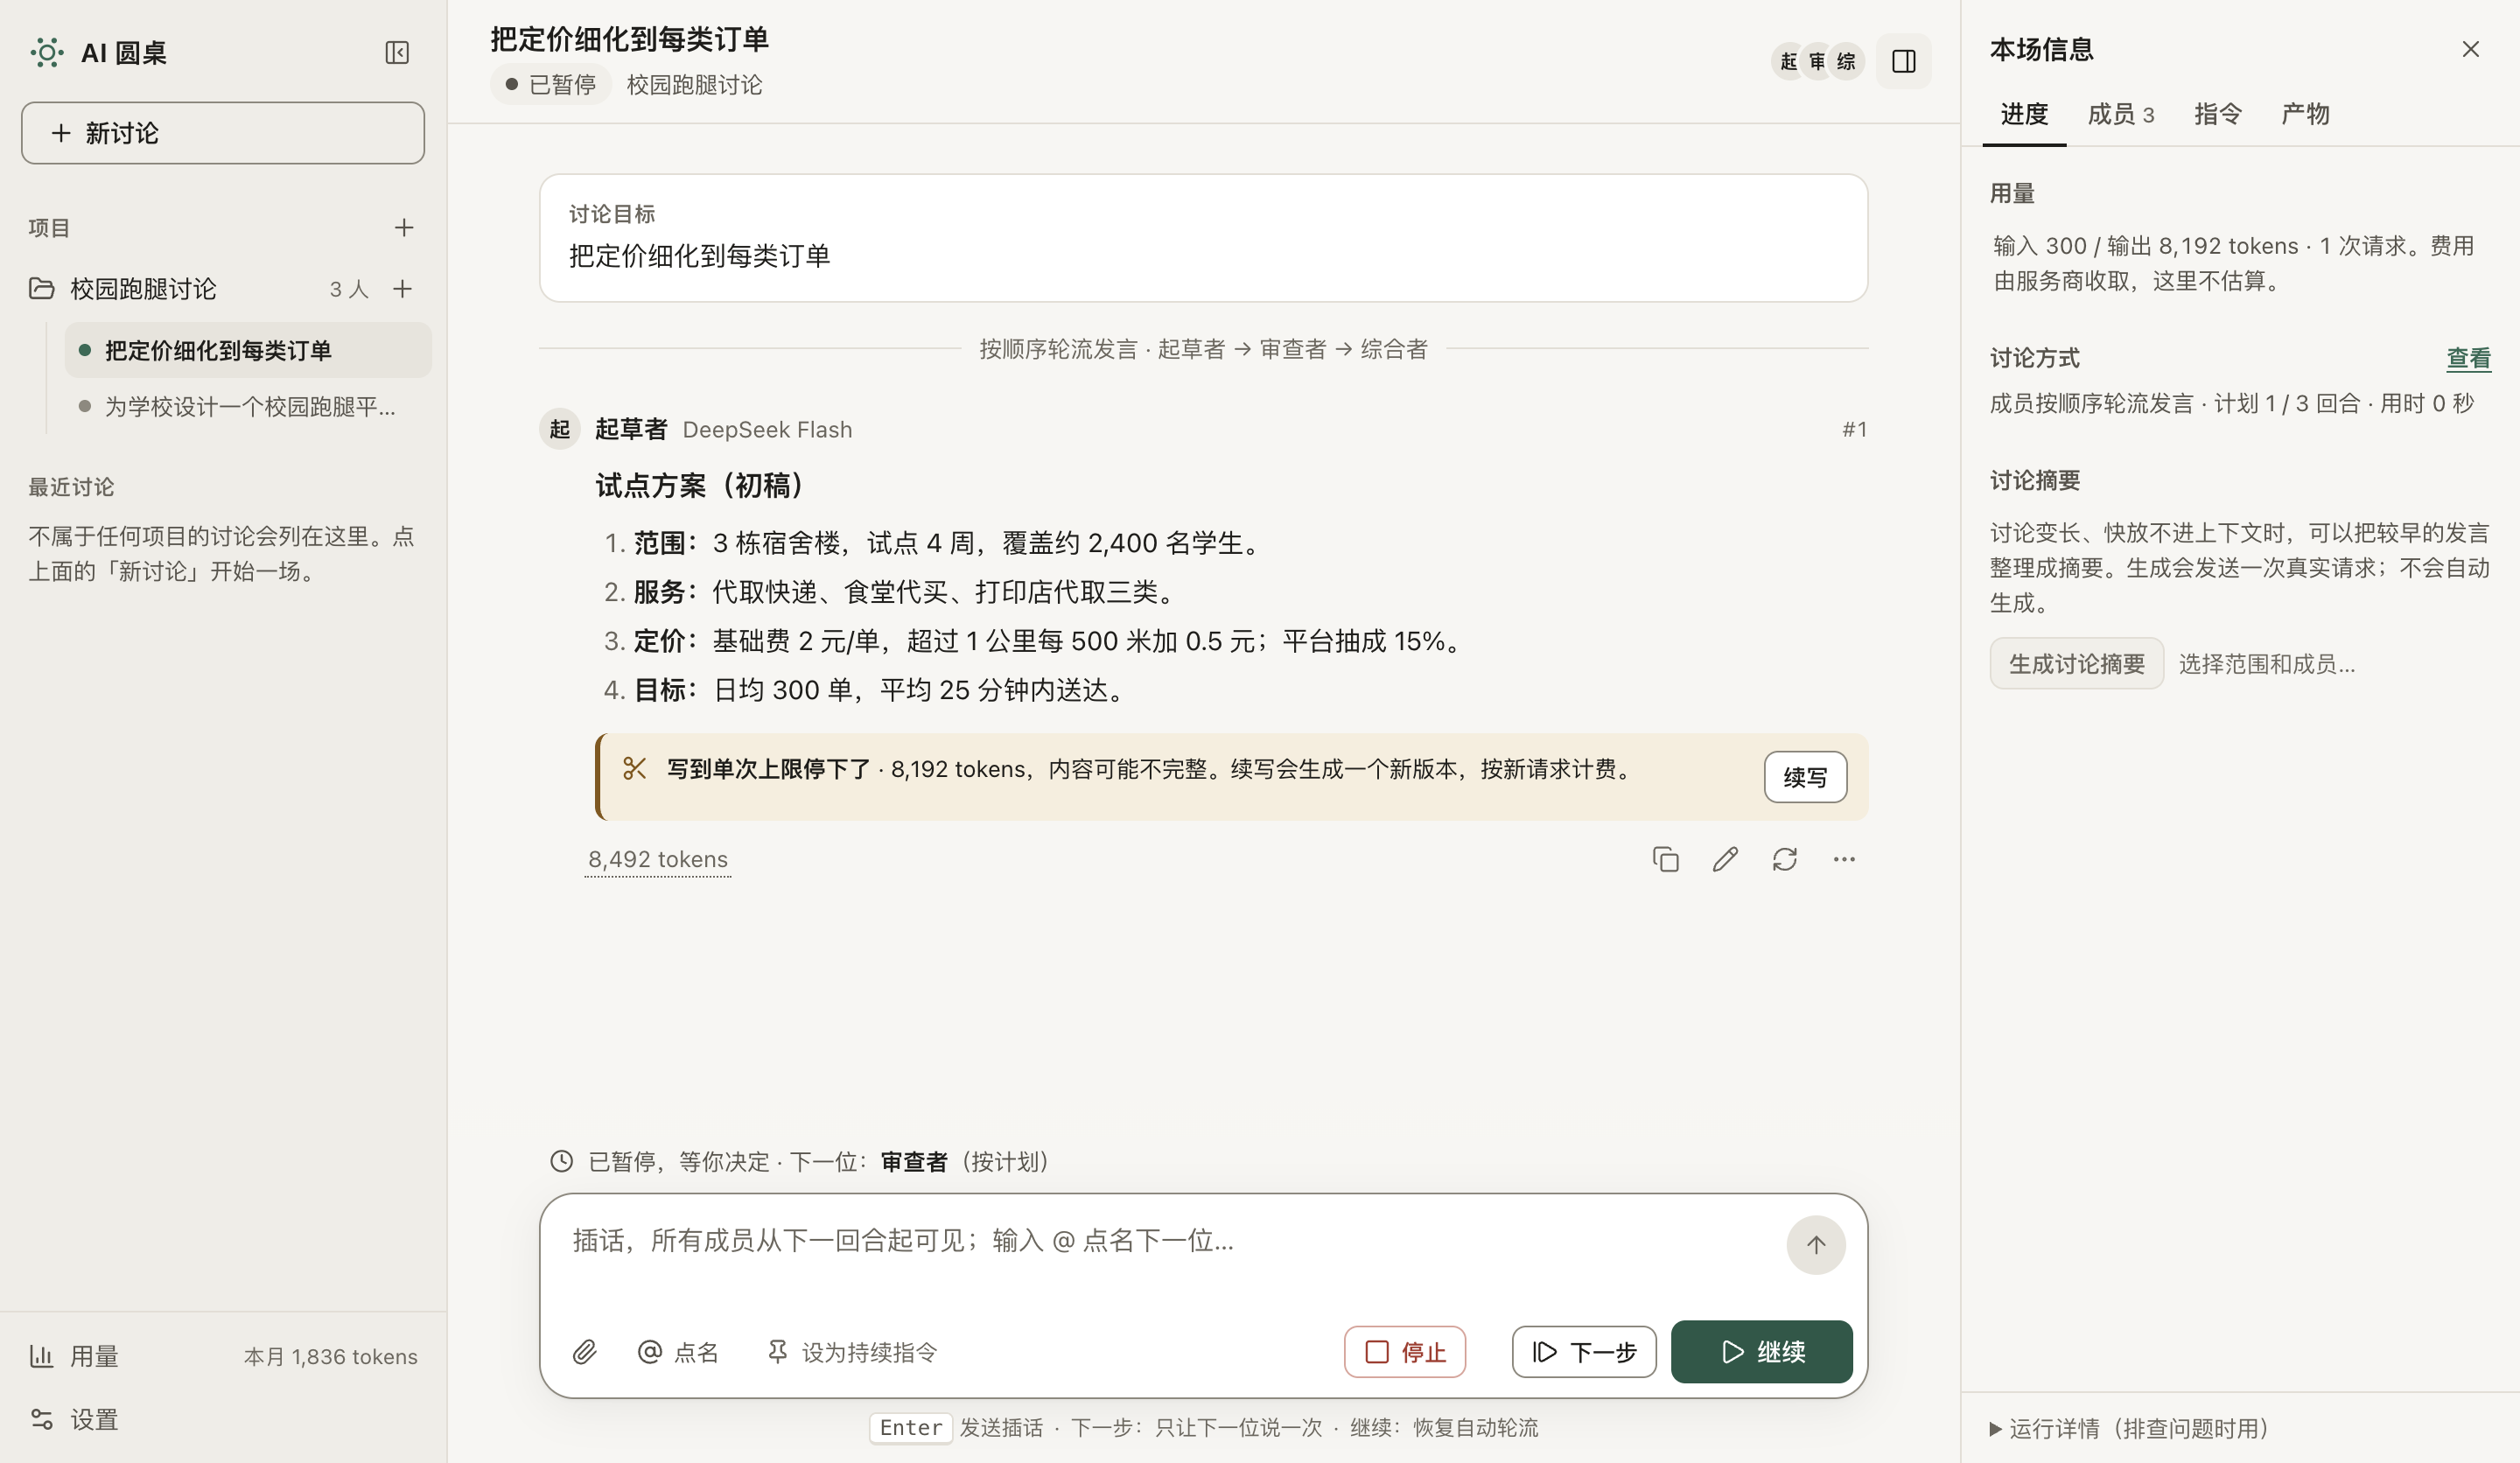 AI 圆桌
新讨论
项目
校园跑腿讨论 3 人
把定价细化到每类订单
为学校设计一个校园跑腿平...
最近讨论
不属于任何项目的讨论会列在这里。点
上面的「新讨论」开始一场。
用量 本月 1,836 tokens
设置
把定价细化到每类订单
已暂停 校园跑腿讨论
起 审 综
讨论目标
把定价细化到每类订单
按顺序轮流发言 · 起草者 → 审查者 → 综合者
起 起草者 DeepSeek Flash #1
试点方案（初稿）
1. 范围：3 栋宿舍楼，试点 4 周，覆盖约 2,400 名学生。
2. 服务：代取快递、食堂代买、打印店代取三类。
3. 定价：基础费 2 元/单，超过 1 公里每 500 米加 0.5 元；平台抽成 15%。
4. 目标：日均 300 单，平均 25 分钟内送达。
写到单次上限停下了 · 8,192 tokens，内容可能不完整。续写会生成一个新版本，按新请求计费。 续写
8,492 tokens
已暂停，等你决定 · 下一位：审查者（按计划）
插话，所有成员从下一回合起可见；输入 @ 点名下一位...
点名 设为持续指令 停止 下一步 继续
Enter 发送插话 · 下一步：只让下一位说一次 · 继续：恢复自动轮流
本场信息
进度 成员 3 指令 产物
用量
输入 300 / 输出 8,192 tokens · 1 次请求。费用
由服务商收取，这里不估算。
讨论方式 查看
成员按顺序轮流发言 · 计划 1 / 3 回合 · 用时 0 秒
讨论摘要
讨论变长、快放不进上下文时，可以把较早的发言
整理成摘要。生成会发送一次真实请求；不会自动
生成。
生成讨论摘要 选择范围和成员...
运行详情（排查问题时用）